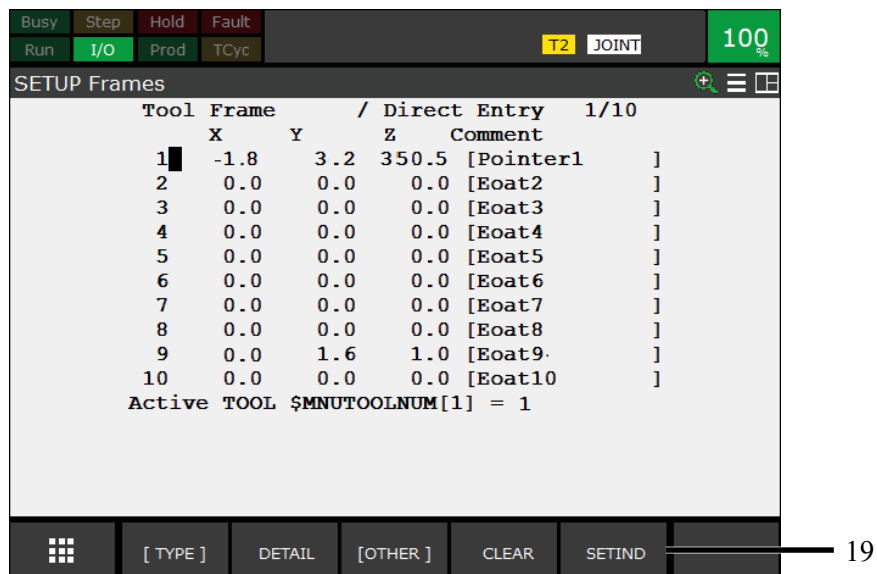 Busy Step Hold Fault
Run I/O Prod TCyc T2 JOINT 100%
SETUP Frames
Tool Frame / Direct Entry 1/10
X Y Z Comment
1 -1.8 3.2 350.5 [Pointer1 ]
2 0.0 0.0 0.0 [Eoat2 ]
3 0.0 0.0 0.0 [Eoat3 ]
4 0.0 0.0 0.0 [Eoat4 ]
5 0.0 0.0 0.0 [Eoat5 ]
6 0.0 0.0 0.0 [Eoat6 ]
7 0.0 0.0 0.0 [Eoat7 ]
8 0.0 0.0 0.0 [Eoat8 ]
9 0.0 1.6 1.0 [Eoat9 ]
10 0.0 0.0 0.0 [Eoat10 ]
Active TOOL $MNUTOOLNUM[1] = 1
[ TYPE ] DETAIL [OTHER ] CLEAR SETIND 19